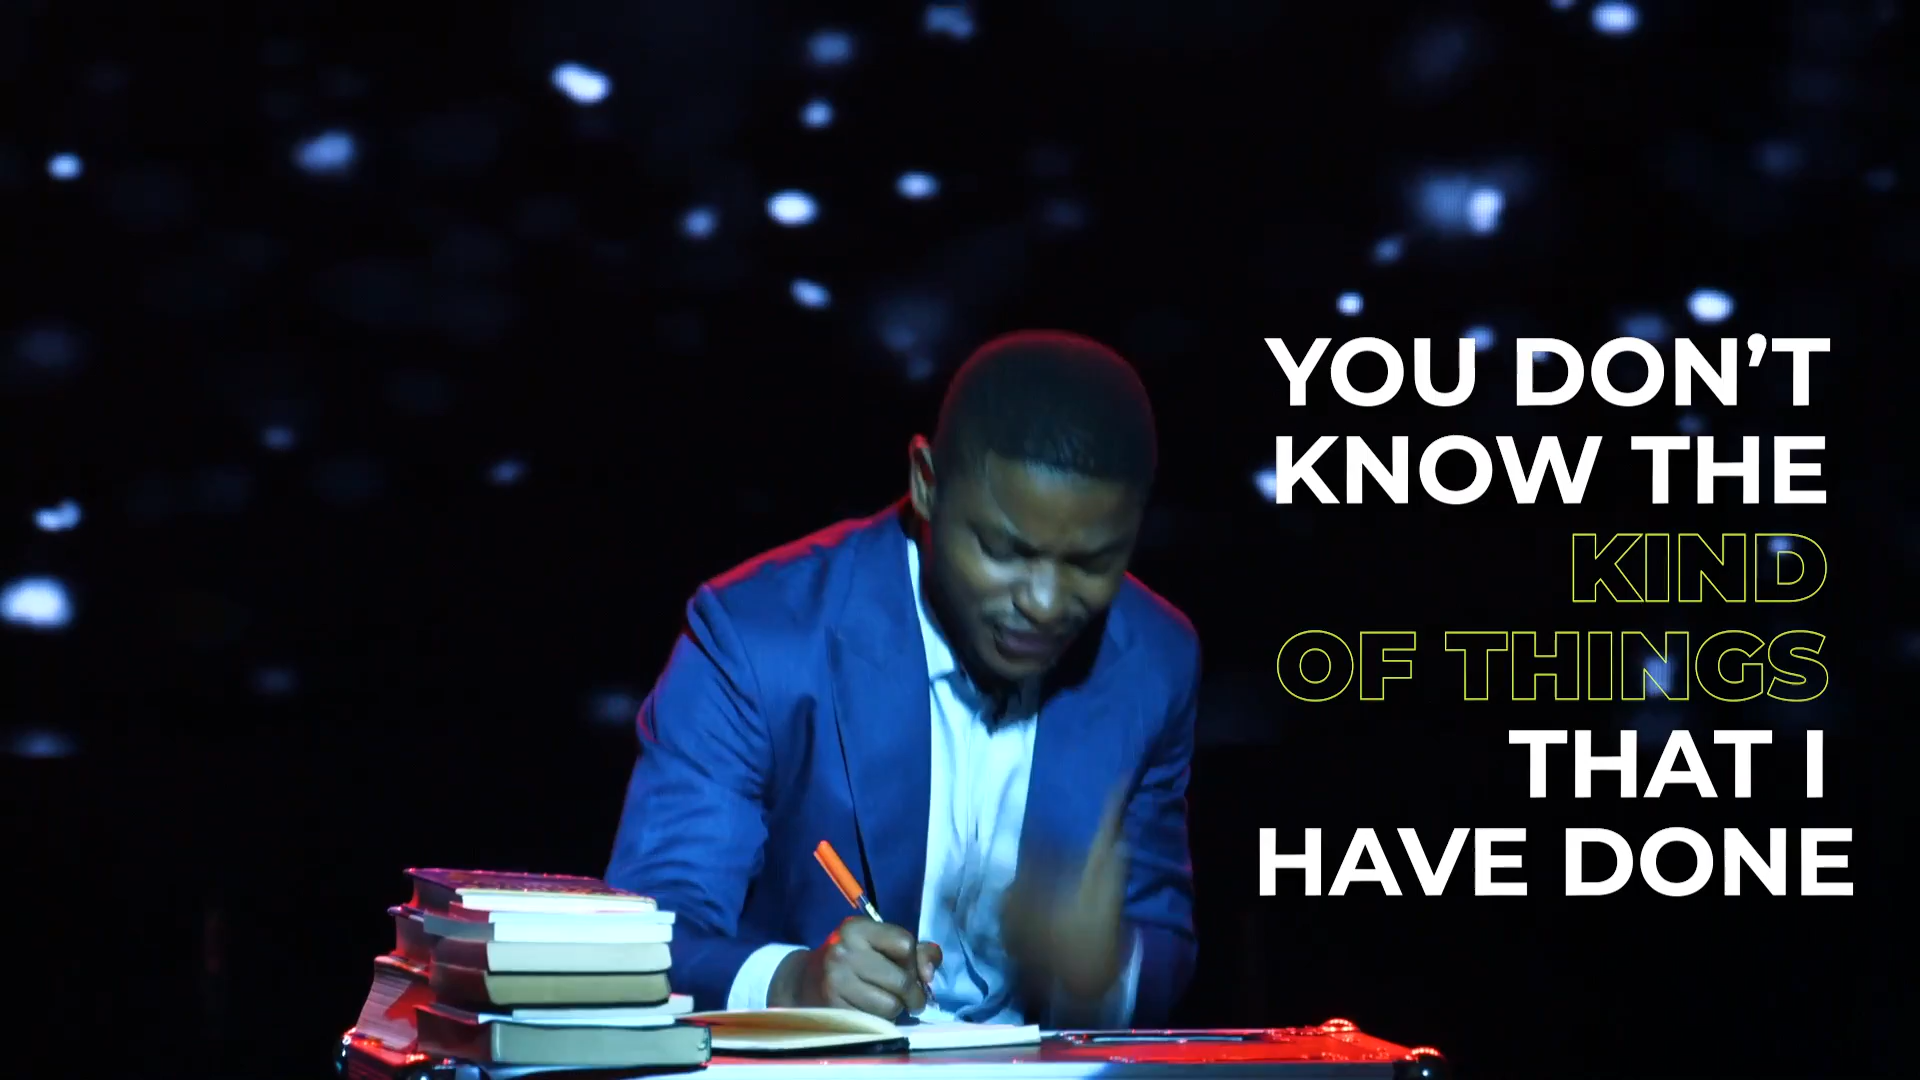 YOU DON’T
KNOW THE
KIND
OF THINGS
THAT I
HAVE DONE